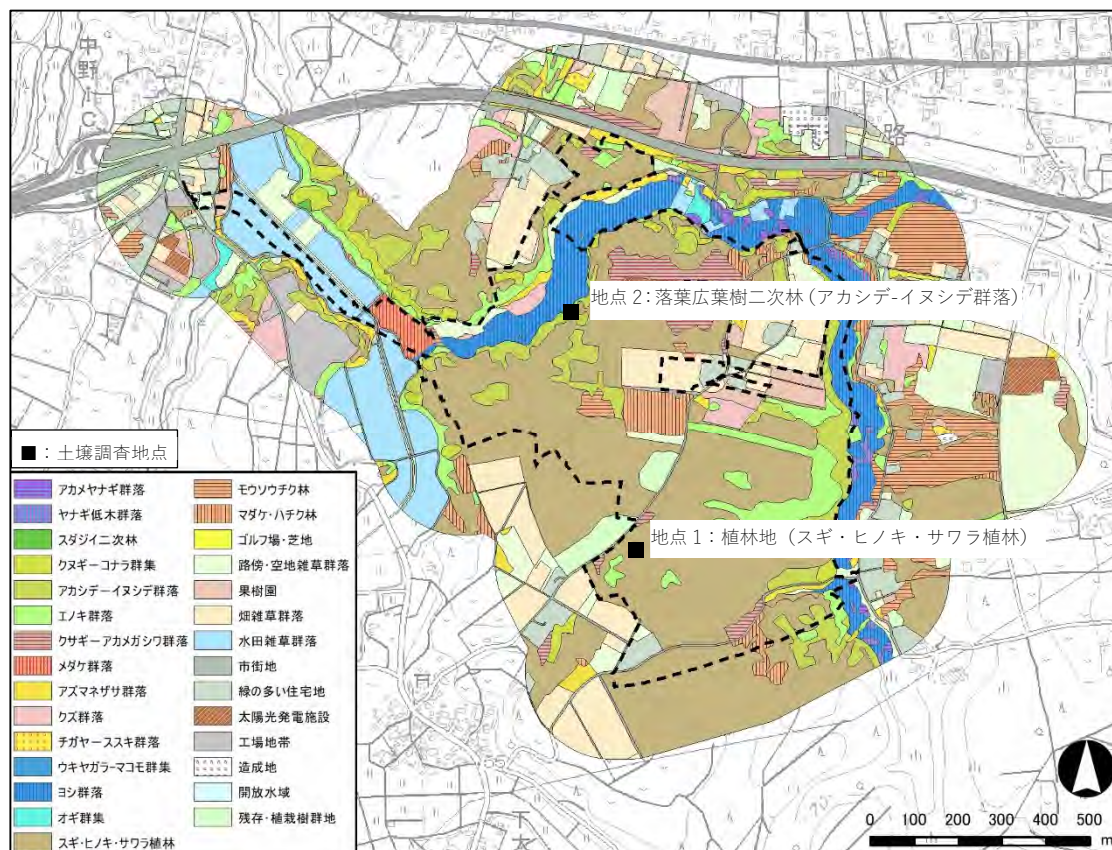 中野IC
路
地点2:落葉広葉樹二次林(アカシデ-イヌシデ群落)
■:土壌調査地点
地点1:植林地(スギ・ヒノキ・サワラ植林)
アカメヤナギ群落
ヤナギ低木群落
スダジイ二次林
クヌギーコナラ群集
アカシデーイヌシデ群落
エノキ群落
クサギーアカメガシワ群落
メダケ群落
アズマネザサ群落
クズ群落
チガヤーススキ群落
ウキヤガラーマコモ群集
ヨシ群落
オギ群集
スギ・ヒノキ・サワラ植林
モウソウチク林
マダケ・ハチク林
ゴルフ場・芝地
路傍・空地雑草群落
果樹園
畑雑草群落
水田雑草群落
市街地
緑の多い住宅地
太陽光発電施設
工場地帯
造成地
開放水域
残存・植栽樹群地
下
0 100 200 300 400 500
m